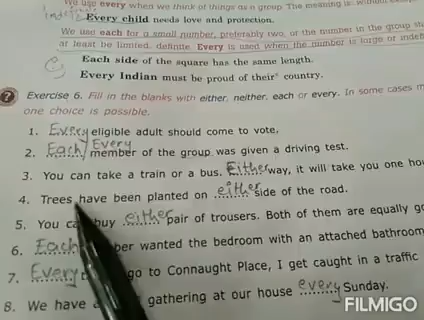 We use every when we think of things as a group. The meaning is without
Every child needs love and protection.
We use each for a small number, preferably two, or the number in the group
at least be limited, definite. Every is used when the number is large or
Each side of the square has the same length.
Every Indian must be proud of their country.
? Exercise 6. Fill in the blanks with either, neither, each or every. In some cases
one choice is possible.
1. Every eligible adult should come to vote.
2. Each/Every member of the group was given a driving test.
3. You can take a train or a bus. Either way, it will take you one
4. Trees have been planted on either side of the road.
5. You buy either pair of trousers. Both of them are equally
6. Each wanted the bedroom with an attached bathroom
7. Every go to Connaught Place, I get caught in a traffic
8. We have gathering at our house every Sunday.
FILMIGO